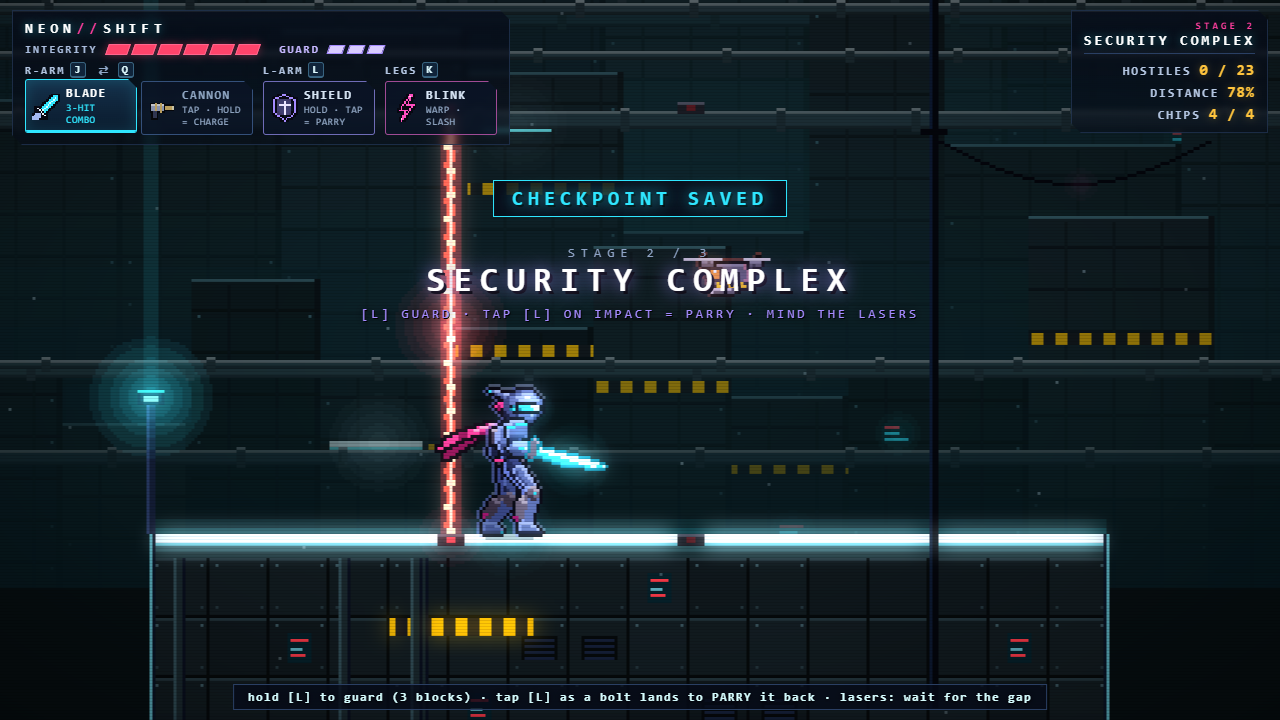 NEON//SHIFT
INTEGRITY GUARD
R-ARM J ⇄ Q L-ARM L LEGS K
BLADE
3-HIT
COMBO
CANNON
TAP · HOLD
= CHARGE
SHIELD
HOLD · TAP
= PARRY
BLINK
WARP ·
SLASH
STAGE 2
SECURITY COMPLEX
HOSTILES 0 / 23
DISTANCE 78%
CHIPS 4 / 4
CHECKPOINT SAVED
STAGE 2 / 3
SECURITY COMPLEX
[L] GUARD · TAP [L] ON IMPACT = PARRY · MIND THE LASERS
hold [L] to guard (3 blocks) · tap [L] as a bolt lands to PARRY it back · lasers: wait for the gap